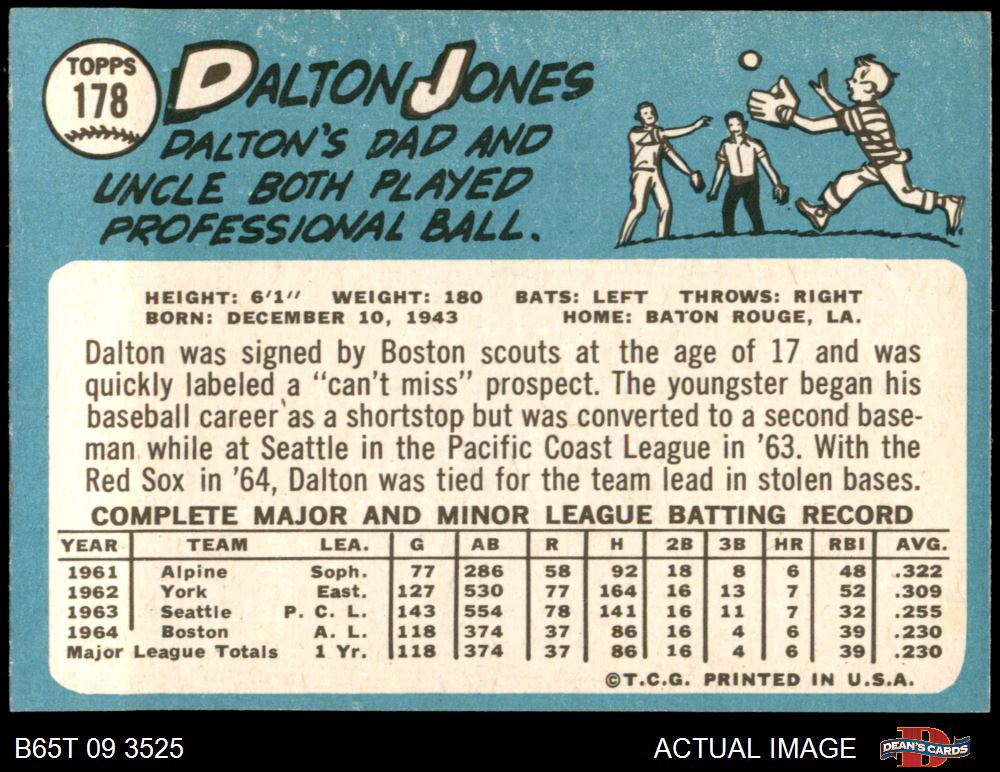 TOPPS
178
DALTON JONES
DALTON'S DAD AND
UNCLE BOTH PLAYED
PROFESSIONAL BALL.
HEIGHT: 6'1" WEIGHT: 180 BATS: LEFT THROWS: RIGHT
BORN: DECEMBER 10, 1943 HOME: BATON ROUGE, LA.
Dalton was signed by Boston scouts at the age of 17 and was
quickly labeled a "can't miss" prospect. The youngster began his
baseball career as a shortstop but was converted to a second base-
man while at Seattle in the Pacific Coast League in '63. With the
Red Sox in '64, Dalton was tied for the team lead in stolen bases.
COMPLETE MAJOR AND MINOR LEAGUE BATTING RECORD
YEAR TEAM LEA. G AB R H 2B 3B HR RBI AVG.
1961 Alpine Soph. 77 286 58 92 18 8 6 48 .322
1962 York East. 127 530 77 164 16 13 7 52 .309
1963 Seattle P. C. L. 143 554 78 141 16 11 7 32 .255
1964 Boston A. L. 118 374 37 86 16 4 6 39 .230
Major League Totals 1 Yr. 118 374 37 86 16 4 6 39 .230
©T.C.G. PRINTED IN U.S.A.
B65T 09 3525 ACTUAL IMAGE DEAN'S CARDS